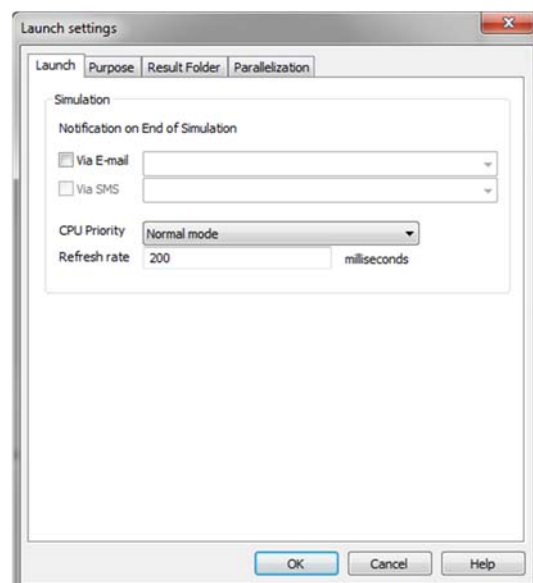 Launch settings
Launch Purpose Result Folder Parallelization
Simulation
Notification on End of Simulation
Via E-mail
Via SMS
CPU Priority Normal mode
Refresh rate 200 milliseconds
OK Cancel Help